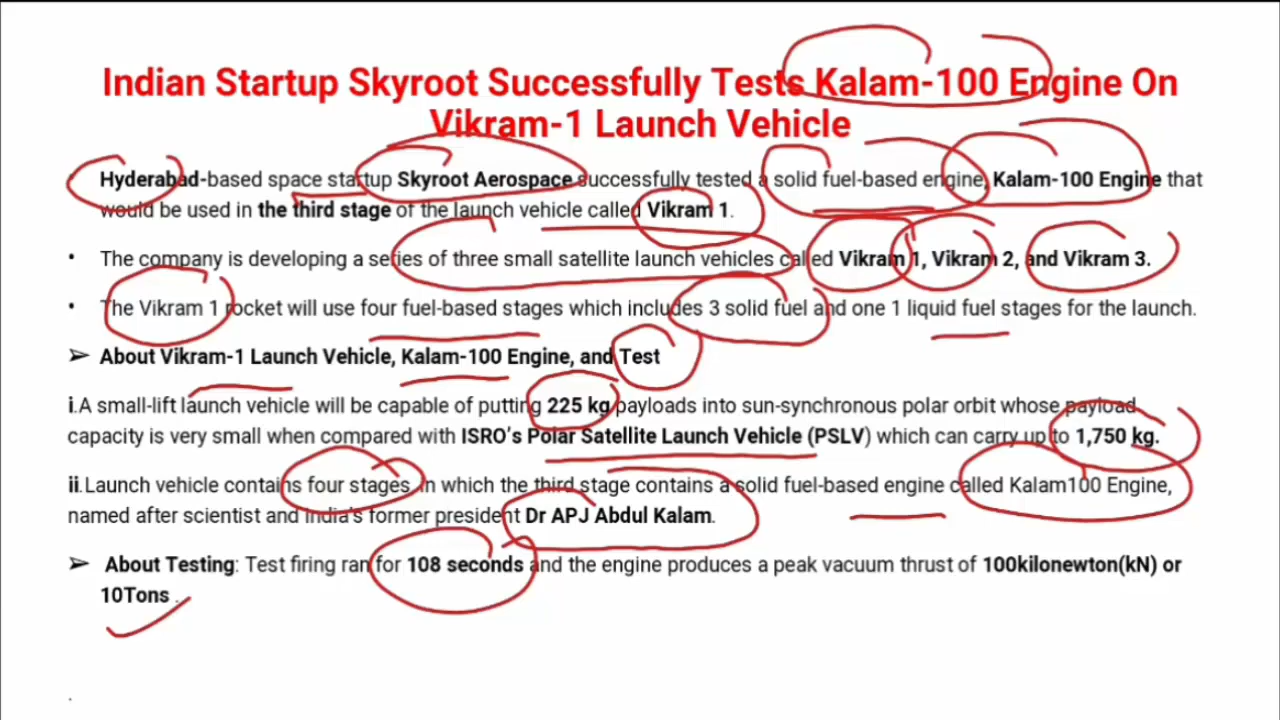 Indian Startup Skyroot Successfully Tests Kalam-100 Engine On
Vikram-1 Launch Vehicle
• Hyderabad-based space startup Skyroot Aerospace successfully tested a solid fuel-based engine, Kalam-100 Engine that
would be used in the third stage of the launch vehicle called Vikram 1.
• The company is developing a series of three small satellite launch vehicles called Vikram 1, Vikram 2, and Vikram 3.
• The Vikram 1 rocket will use four fuel-based stages which includes 3 solid fuel and one 1 liquid fuel stages for the launch.
➢ About Vikram-1 Launch Vehicle, Kalam-100 Engine, and Test
i.A small-lift launch vehicle will be capable of putting 225 kg payloads into sun-synchronous polar orbit whose payload
capacity is very small when compared with ISRO's Polar Satellite Launch Vehicle (PSLV) which can carry up to 1,750 kg.
ii.Launch vehicle contains four stages in which the third stage contains a solid fuel-based engine called Kalam100 Engine,
named after scientist and India's former president Dr APJ Abdul Kalam.
➢ About Testing: Test firing ran for 108 seconds and the engine produces a peak vacuum thrust of 100kilonewton(kN) or
10Tons .
.